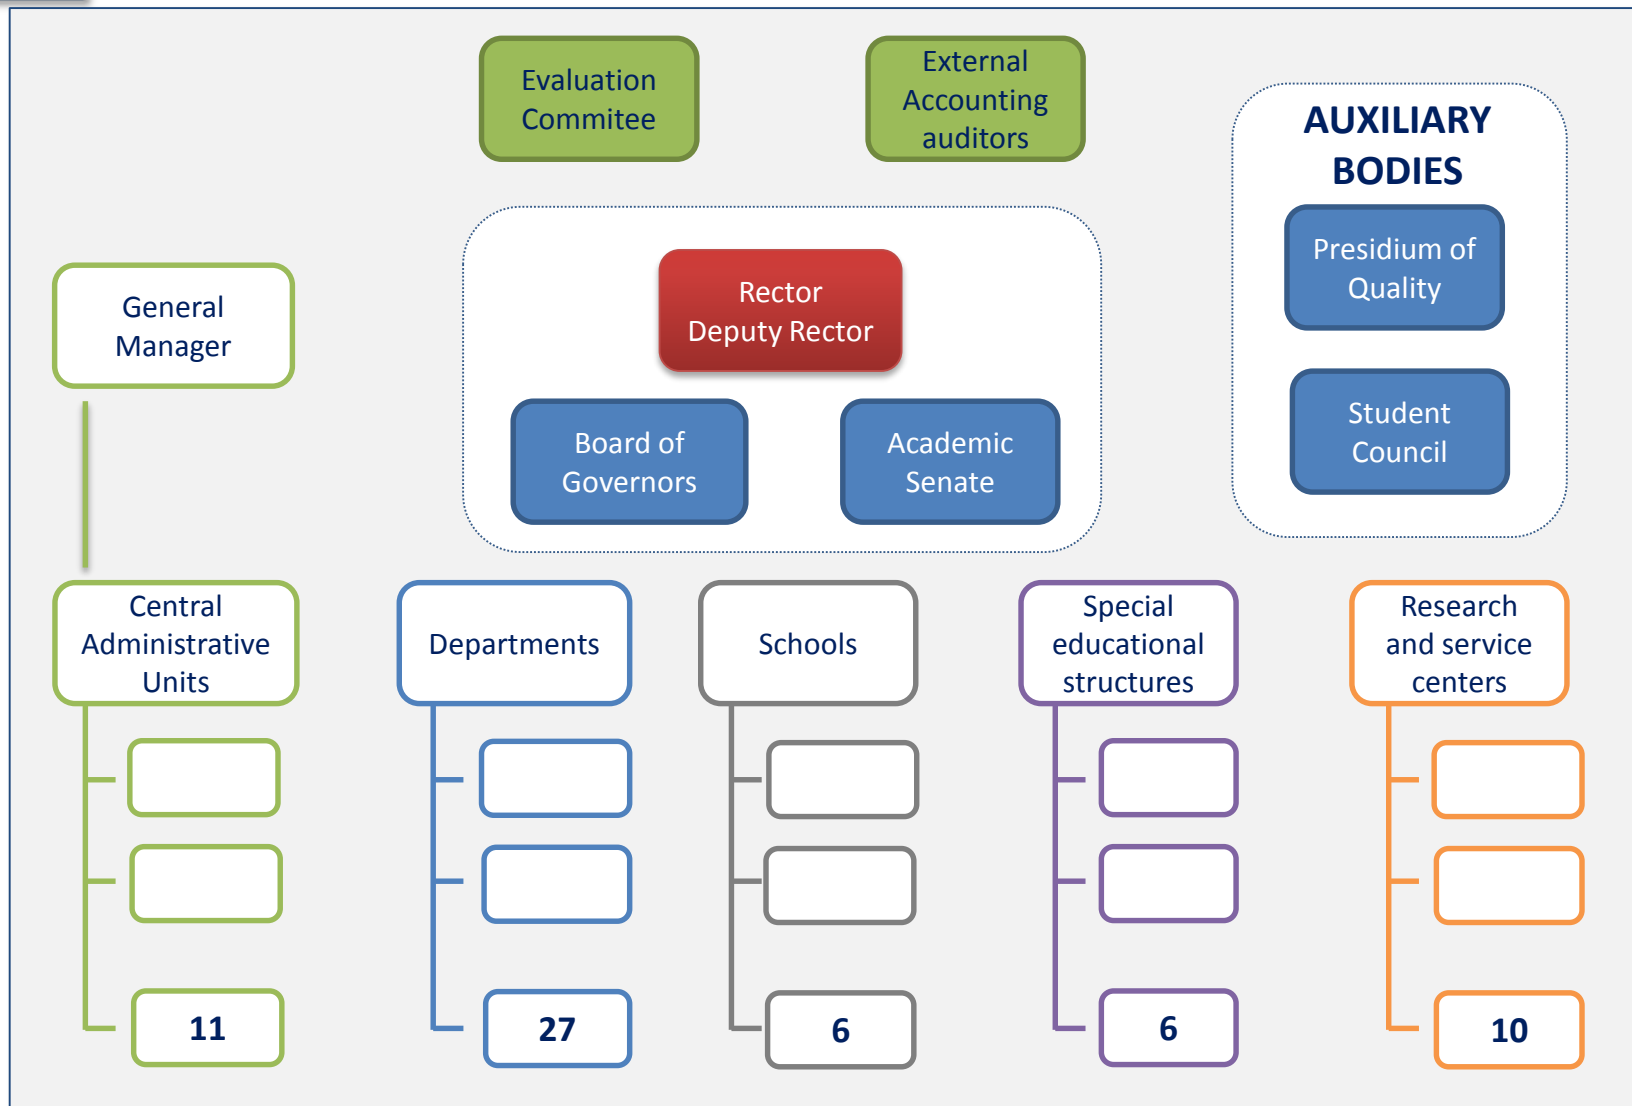 Evaluation
Commitee
External
Accounting
auditors
AUXILIARY
BODIES
Presidium of
Quality
Student
Council
General
Manager
Rector
Deputy Rector
Board of
Governors
Academic
Senate
Central
Administrative
Units
Departments
Schools
Special
educational
structures
Research
and service
centers
11
27
6
6
10